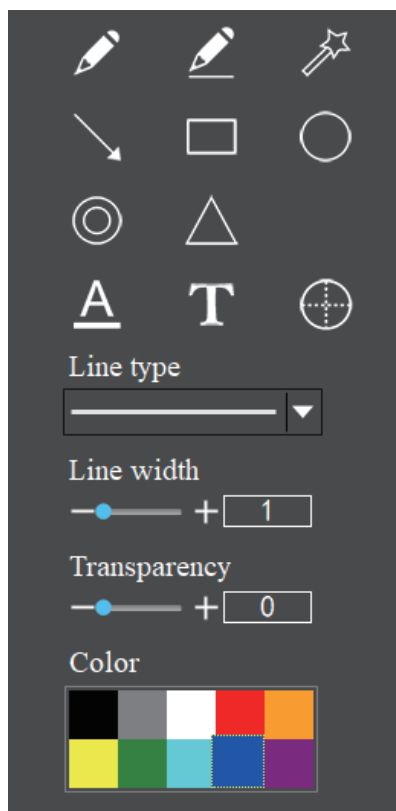 A T
Line type
Line width
1
Transparency
0
Color